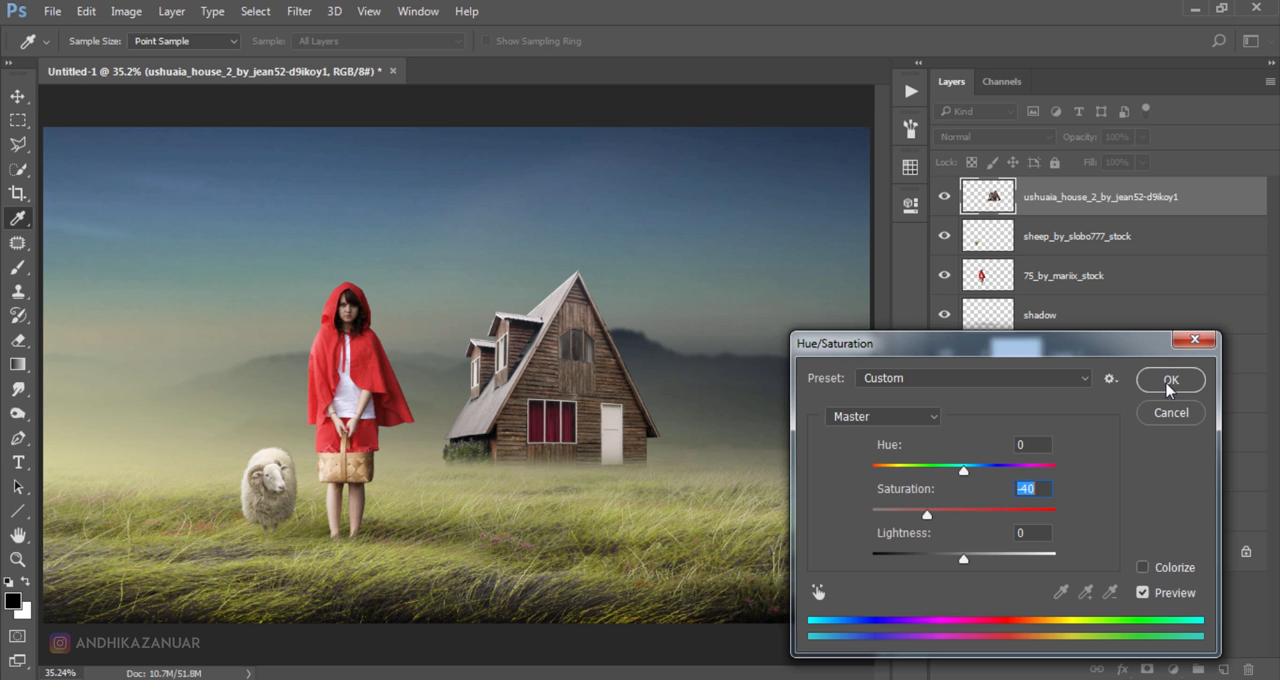 Ps File Edit Image Layer Type Select Filter 3D View Window Help
Sample Size: Point Sample Sample: All Layers Show Sampling Ring
Untitled-1 @ 35.2% (ushuaia_house_2_by_jean52-d9ikoy1, RGB/8#) *
Layers Channels
Kind
Normal Opacity: 100%
Lock: Fill: 100%
ushuaia_house_2_by_jean52-d9ikoy1
sheep_by_slobo777_stock
75_by_mariix_stock
shadow
Hue/Saturation
Preset: Custom OK
Master Cancel
Hue: 0
Saturation: -40
Lightness: 0
Colorize
Preview
ANDHIKAZANUAR
35.24% Doc: 10.7M/51.8M